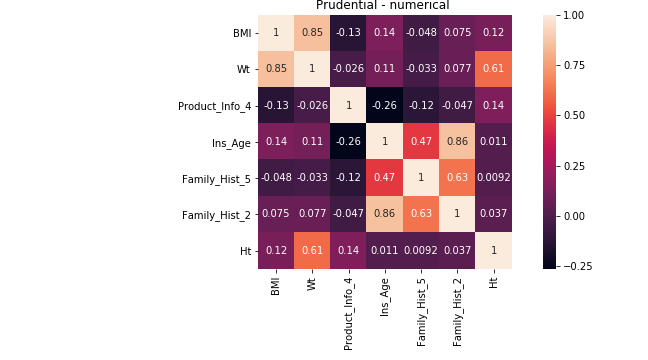 Prudential - numerical
BMI 1 0.85 -0.13 0.14 -0.048 0.075 0.12
Wt 0.85 1 -0.026 0.11 -0.033 0.077 0.61
Product_Info_4 -0.13 -0.026 1 -0.26 -0.12 -0.047 0.14
Ins_Age 0.14 0.11 -0.26 1 0.47 0.86 0.011
Family_Hist_5 -0.048 -0.033 -0.12 0.47 1 0.63 0.0092
Family_Hist_2 0.075 0.077 -0.047 0.86 0.63 1 0.037
Ht 0.12 0.61 0.14 0.011 0.0092 0.037 1
BMI
Wt
Product_Info_4
Ins_Age
Family_Hist_5
Family_Hist_2
Ht
1.00
0.75
0.50
0.25
0.00
−0.25